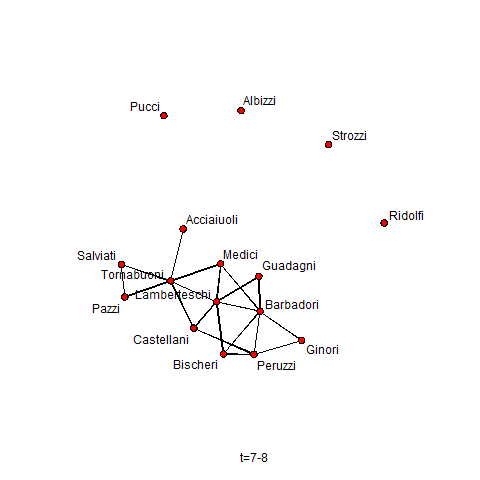 Albizzi
Pucci
Strozzi
Ridolfi
Acciaiuoli
Salviati
Medici
Guadagni
Tornabuoni
Lamberteschi
Pazzi
Barbadori
Castellani
Ginori
Bischeri
Peruzzi
t=7-8